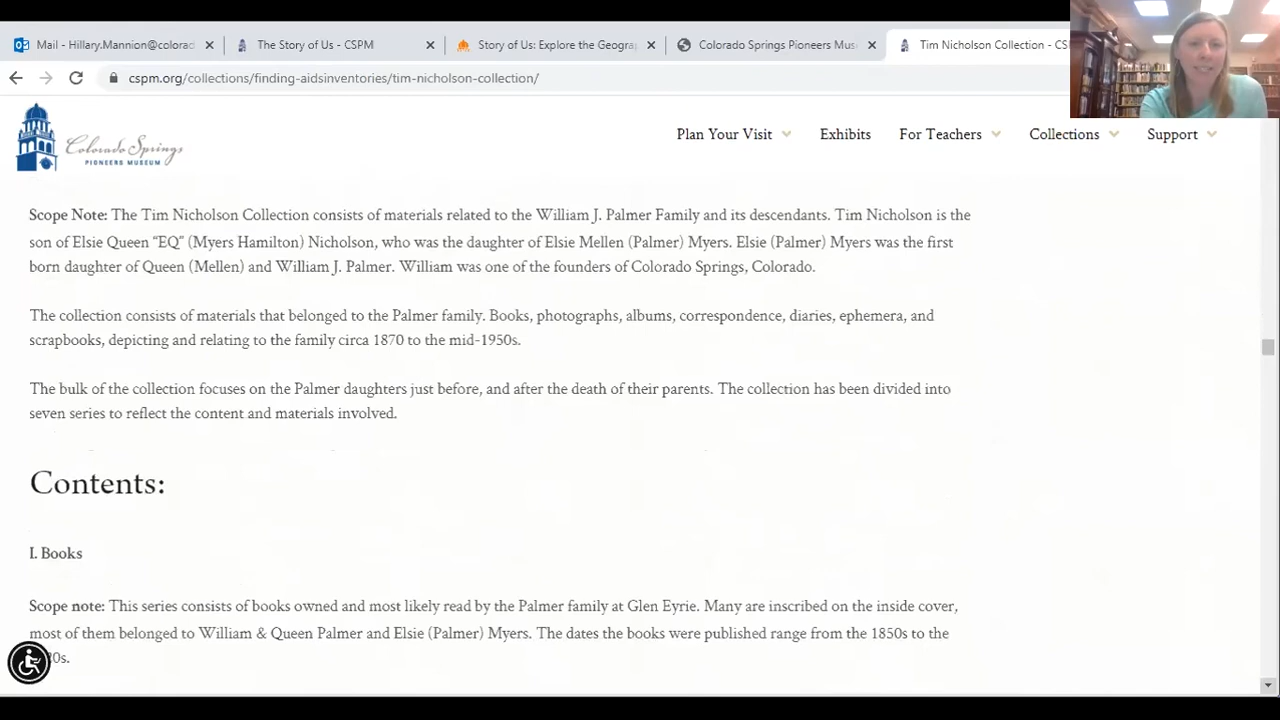 Mail - Hillary.Mannion@colorad
The Story of Us - CSPM
Story of Us: Explore the Geogra
Colorado Springs Pioneers Mus
Tim Nicholson Collection - CS
cspm.org/collections/finding-aidsinventories/tim-nicholson-collection/
Colorado Springs
PIONEERS MUSEUM
Plan Your Visit
Exhibits
For Teachers
Collections
Support
Scope Note: The Tim Nicholson Collection consists of materials related to the William J. Palmer Family and its descendants. Tim Nicholson is the
son of Elsie Queen “EQ” (Myers Hamilton) Nicholson, who was the daughter of Elsie Mellen (Palmer) Myers. Elsie (Palmer) Myers was the first
born daughter of Queen (Mellen) and William J. Palmer. William was one of the founders of Colorado Springs, Colorado.
The collection consists of materials that belonged to the Palmer family. Books, photographs, albums, correspondence, diaries, ephemera, and
scrapbooks, depicting and relating to the family circa 1870 to the mid-1950s.
The bulk of the collection focuses on the Palmer daughters just before, and after the death of their parents. The collection has been divided into
seven series to reflect the content and materials involved.
Contents:
I. Books
Scope note: This series consists of books owned and most likely read by the Palmer family at Glen Eyrie. Many are inscribed on the inside cover,
most of them belonged to William & Queen Palmer and Elsie (Palmer) Myers. The dates the books were published range from the 1850s to the